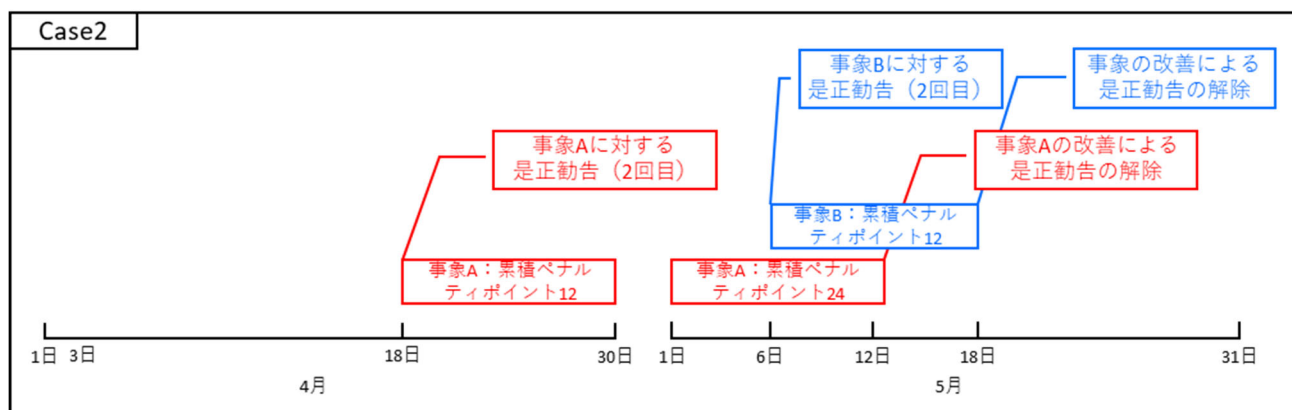 Case2
事象Bに対する
是正勧告（2回目）
事象の改善による
是正勧告の解除
事象Aに対する
是正勧告（2回目）
事象Aの改善による
是正勧告の解除
事象B：累積ペナル
ティポイント12
事象A：累積ペナル
ティポイント12
事象A：累積ペナル
ティポイント24
1日 3日 18日 30日 1日 6日 12日 18日 31日
4月 5月